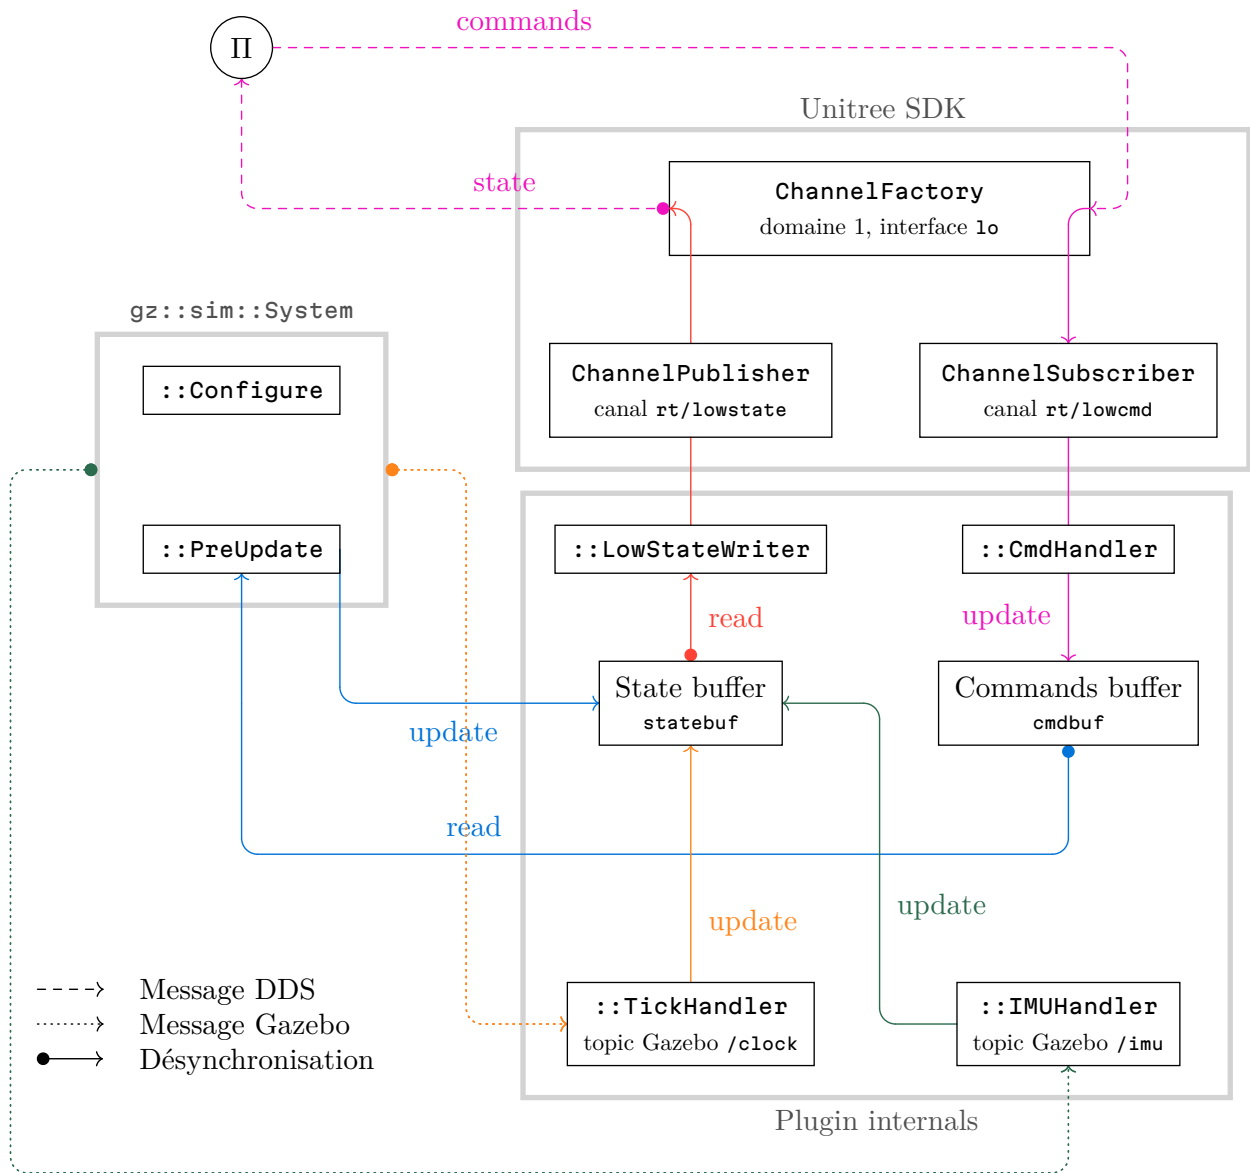 commands
Π
Unitree SDK
state
ChannelFactory
domaine 1, interface lo
gz::sim::System
::Configure
ChannelPublisher
canal rt/lowstate
ChannelSubscriber
canal rt/lowcmd
::PreUpdate
::LowStateWriter
::CmdHandler
read
update
State buffer
statebuf
Commands buffer
cmdbuf
update
read
update
update
Message DDS
Message Gazebo
Désynchronisation
::TickHandler
topic Gazebo /clock
::IMUHandler
topic Gazebo /imu
Plugin internals